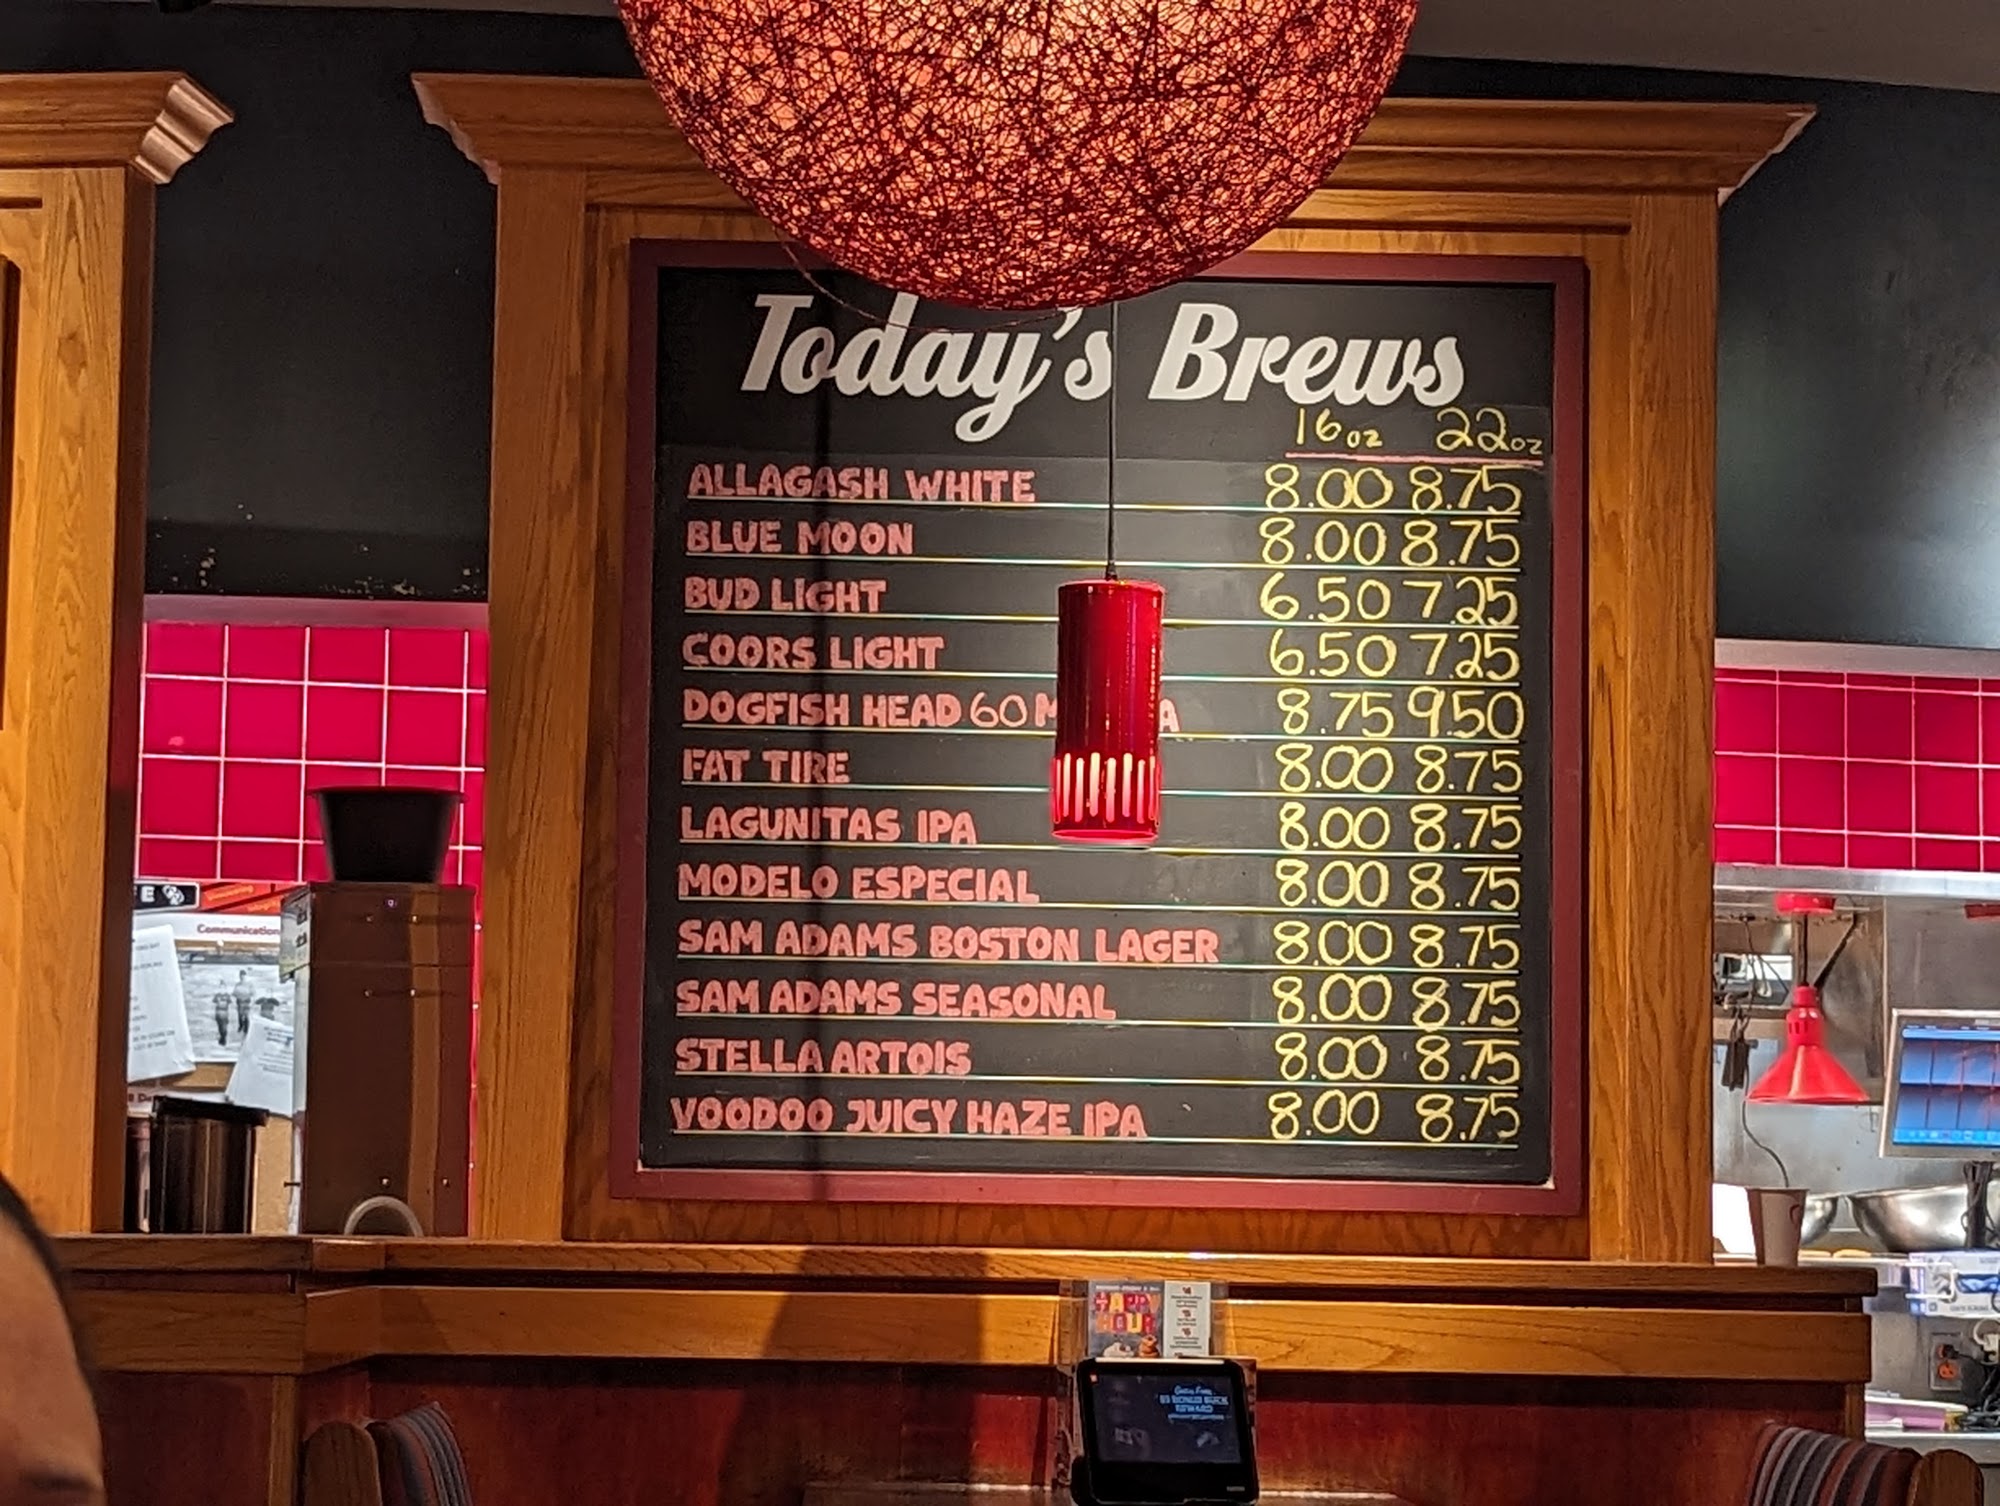 Today's Brews
16oz 22oz
ALLAGASH WHITE 8.00 8.75
BLUE MOON 8.00 8.75
BUD LIGHT 6.50 7.25
COORS LIGHT 6.50 7.25
DOGFISH HEAD 60 8.75 9.50
FAT TIRE 8.00 8.75
LAGUNITAS IPA 8.00 8.75
MODELO ESPECIAL 8.00 8.75
SAM ADAMS BOSTON LAGER 8.00 8.75
SAM ADAMS SEASONAL 8.00 8.75
STELLA ARTOIS 8.00 8.75
VOODOO JUICY HAZE IPA 8.00 8.75
Communication
HAPPY
HOUR